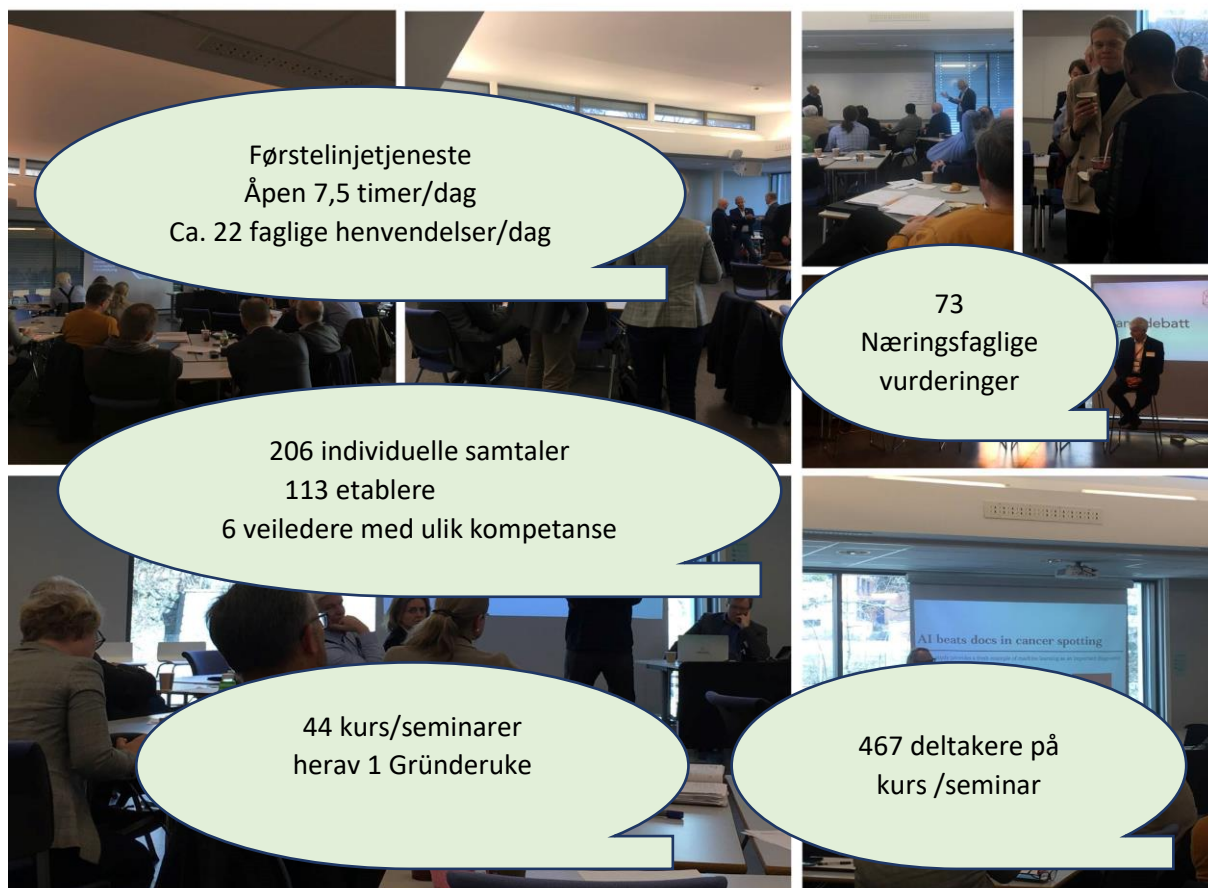 Førstelinjetjeneste
Åpen 7,5 timer/dag
Ca. 22 faglige henvendelser/dag
73
Næringsfaglige
vurderinger
debatt
206 individuelle samtaler
113 etablere
6 veiledere med ulik kompetanse
AI beats docs in cancer spotting
44 kurs/seminarer
herav 1 Gründeruke
467 deltakere på
kurs /seminar